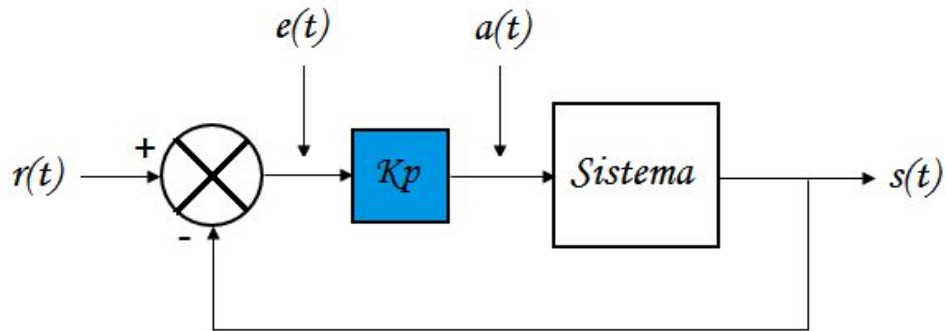 e(t)
a(t)
+
r(t)
Kp
Sistema
s(t)
-